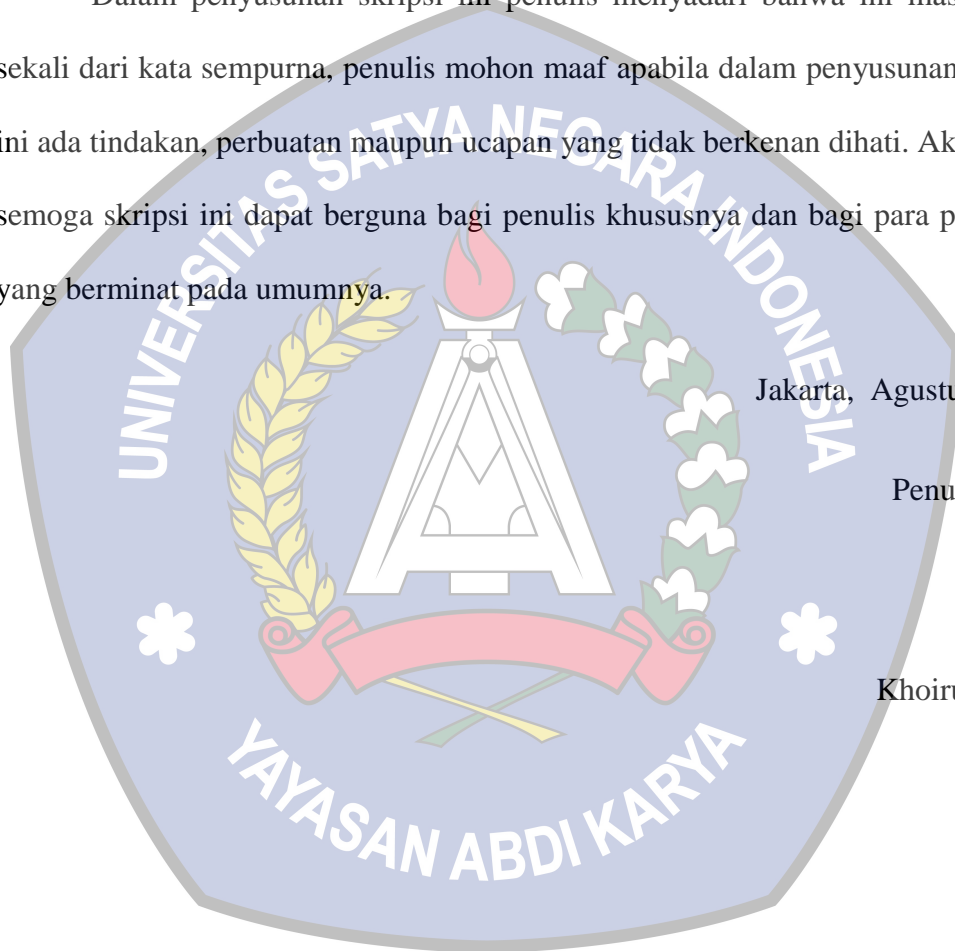 Dalam penyusunan skripsi ini penulis menyadari bahwa ini mas
sekali dari kata sempurna, penulis mohon maaf apabila dalam penyusunan
ini ada tindakan, perbuatan maupun ucapan yang tidak berkenan dihati. Ak
semoga skripsi ini dapat berguna bagi penulis khususnya dan bagi para p
yang berminat pada umumnya.
Jakarta, Agustu
Penu
Khoiru
UNIVERSITAS SATYA NEGARA INDONESIA
YAYASAN ABDI KARYA